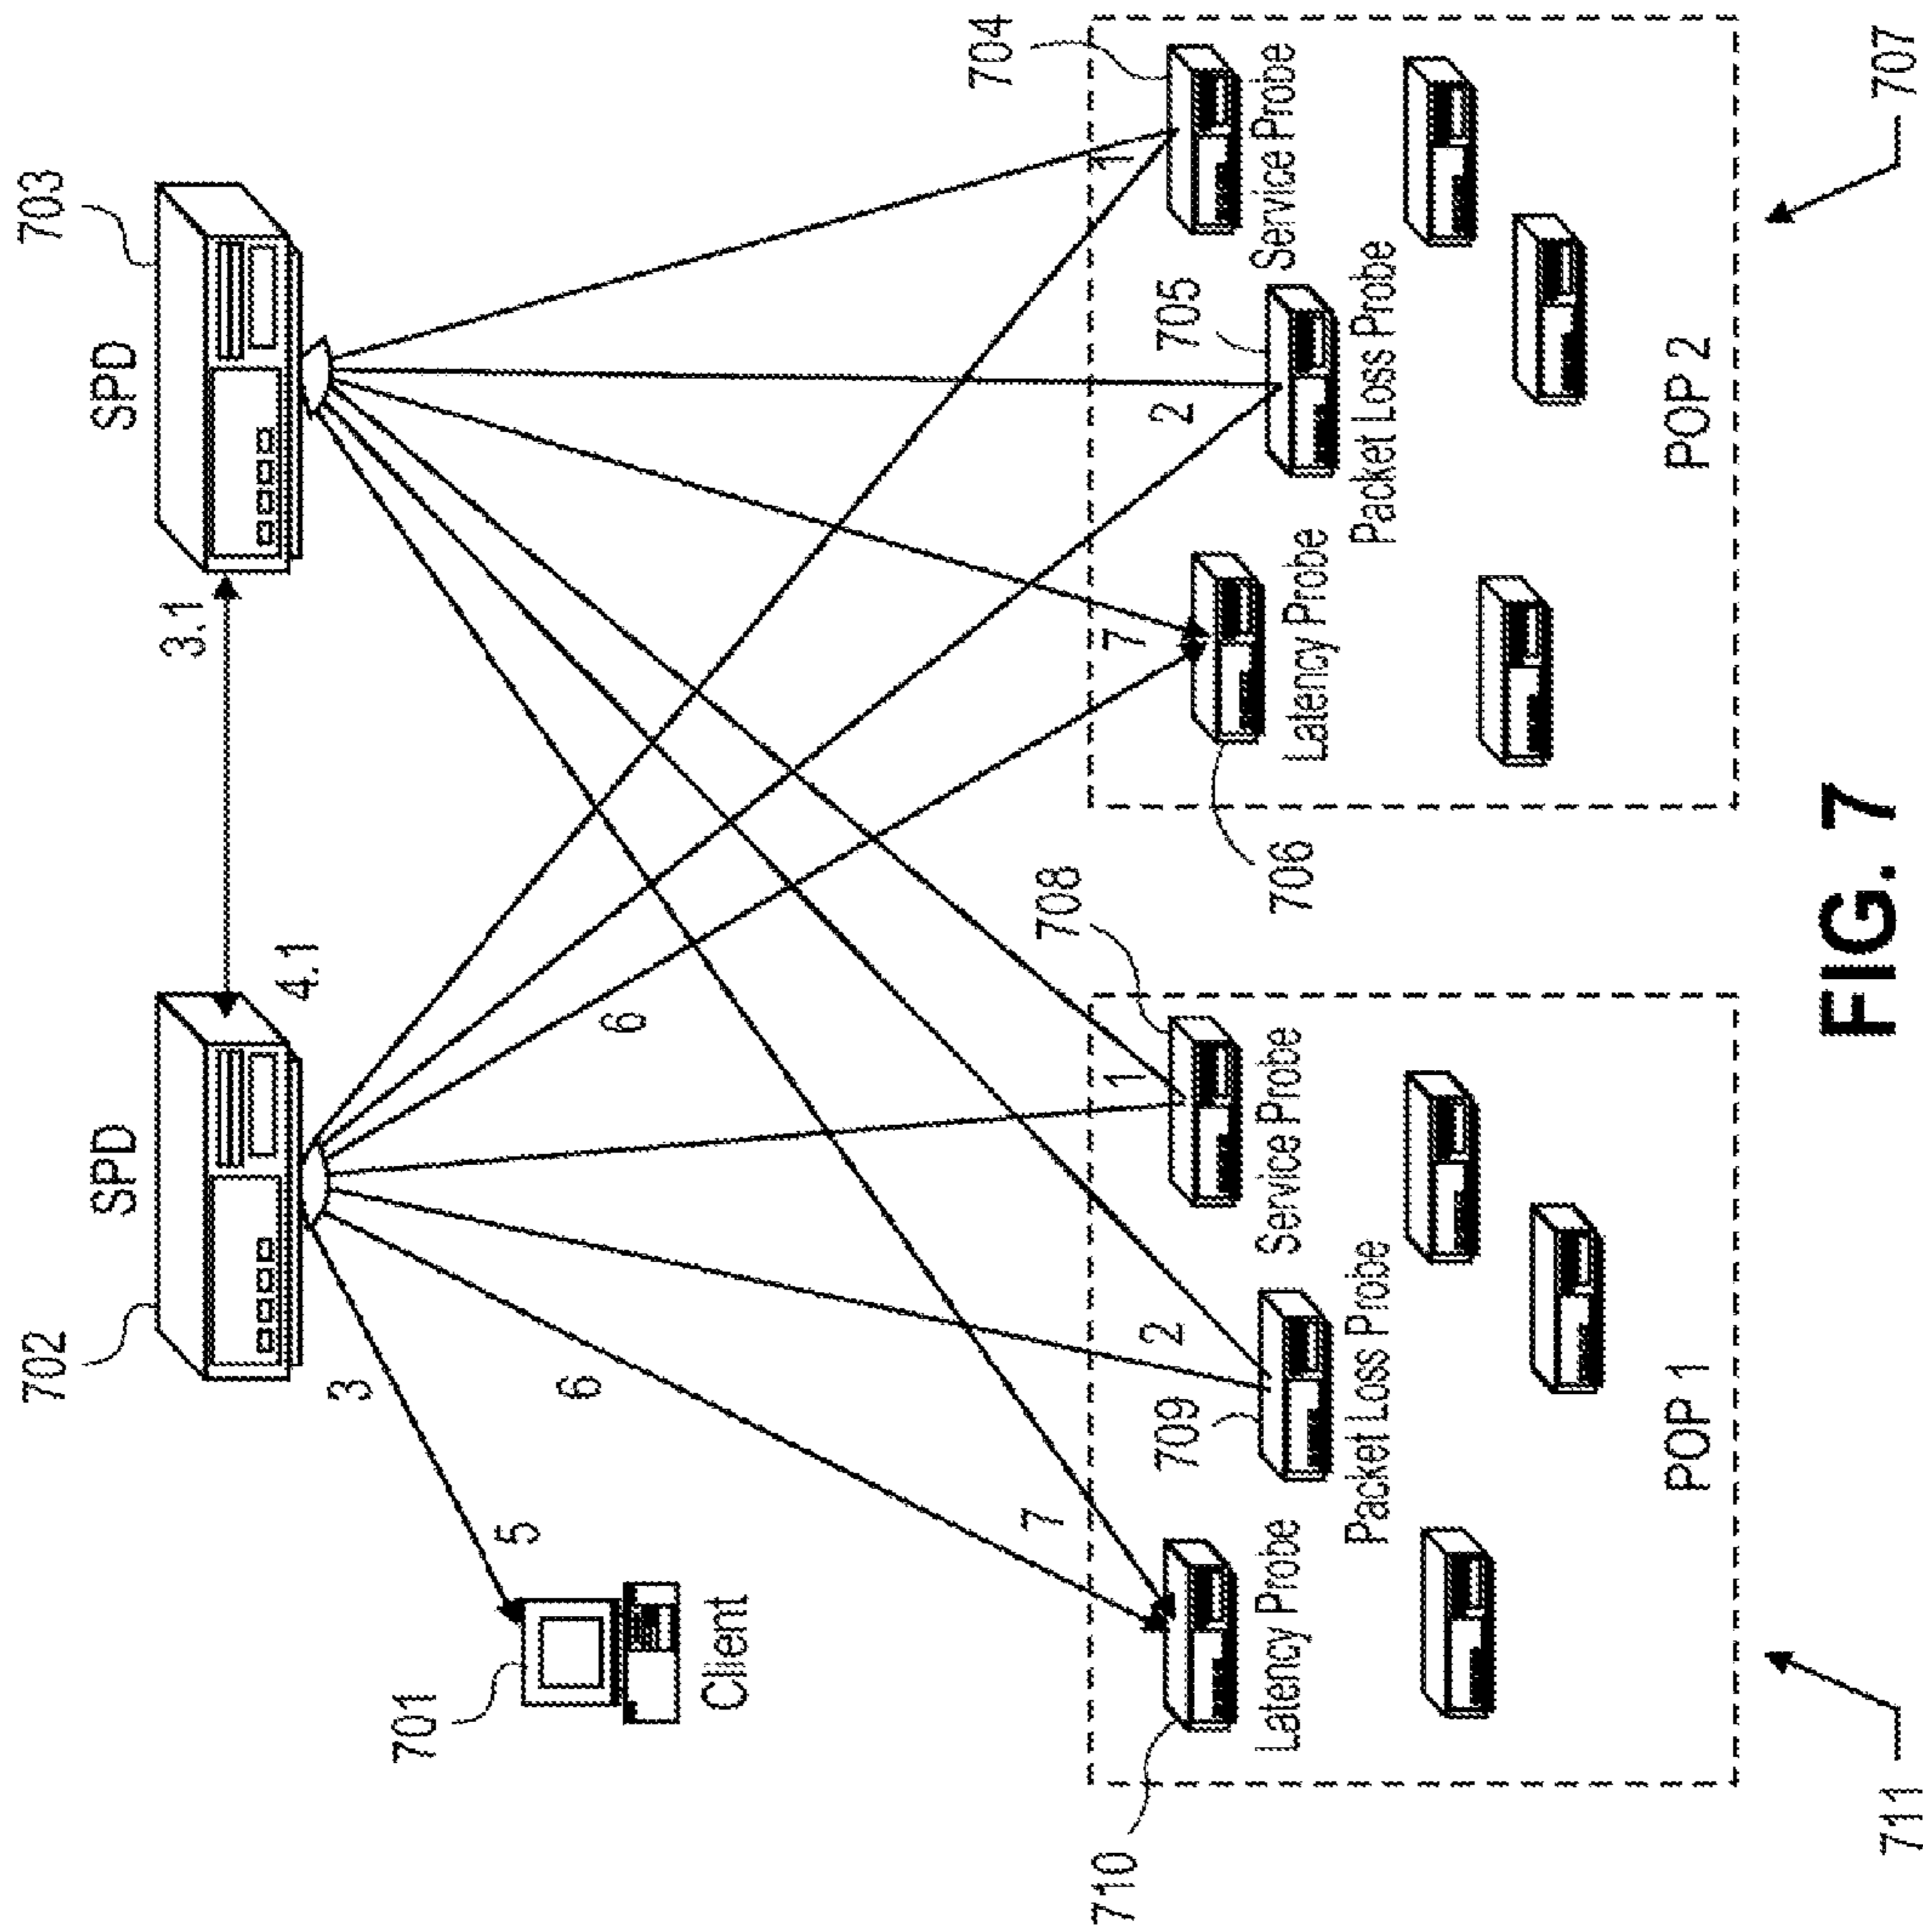 702
SPD
703
SPD
3.1
4.1
701
Client
3
5
6
6
710
7
Latency Probe
709
2
Packet Loss Probe
708
1
Service Probe
POP 1
711
706
7
Latency Probe
705
2
Packet Loss Probe
704
1
Service Probe
POP 2
707
FIG. 7